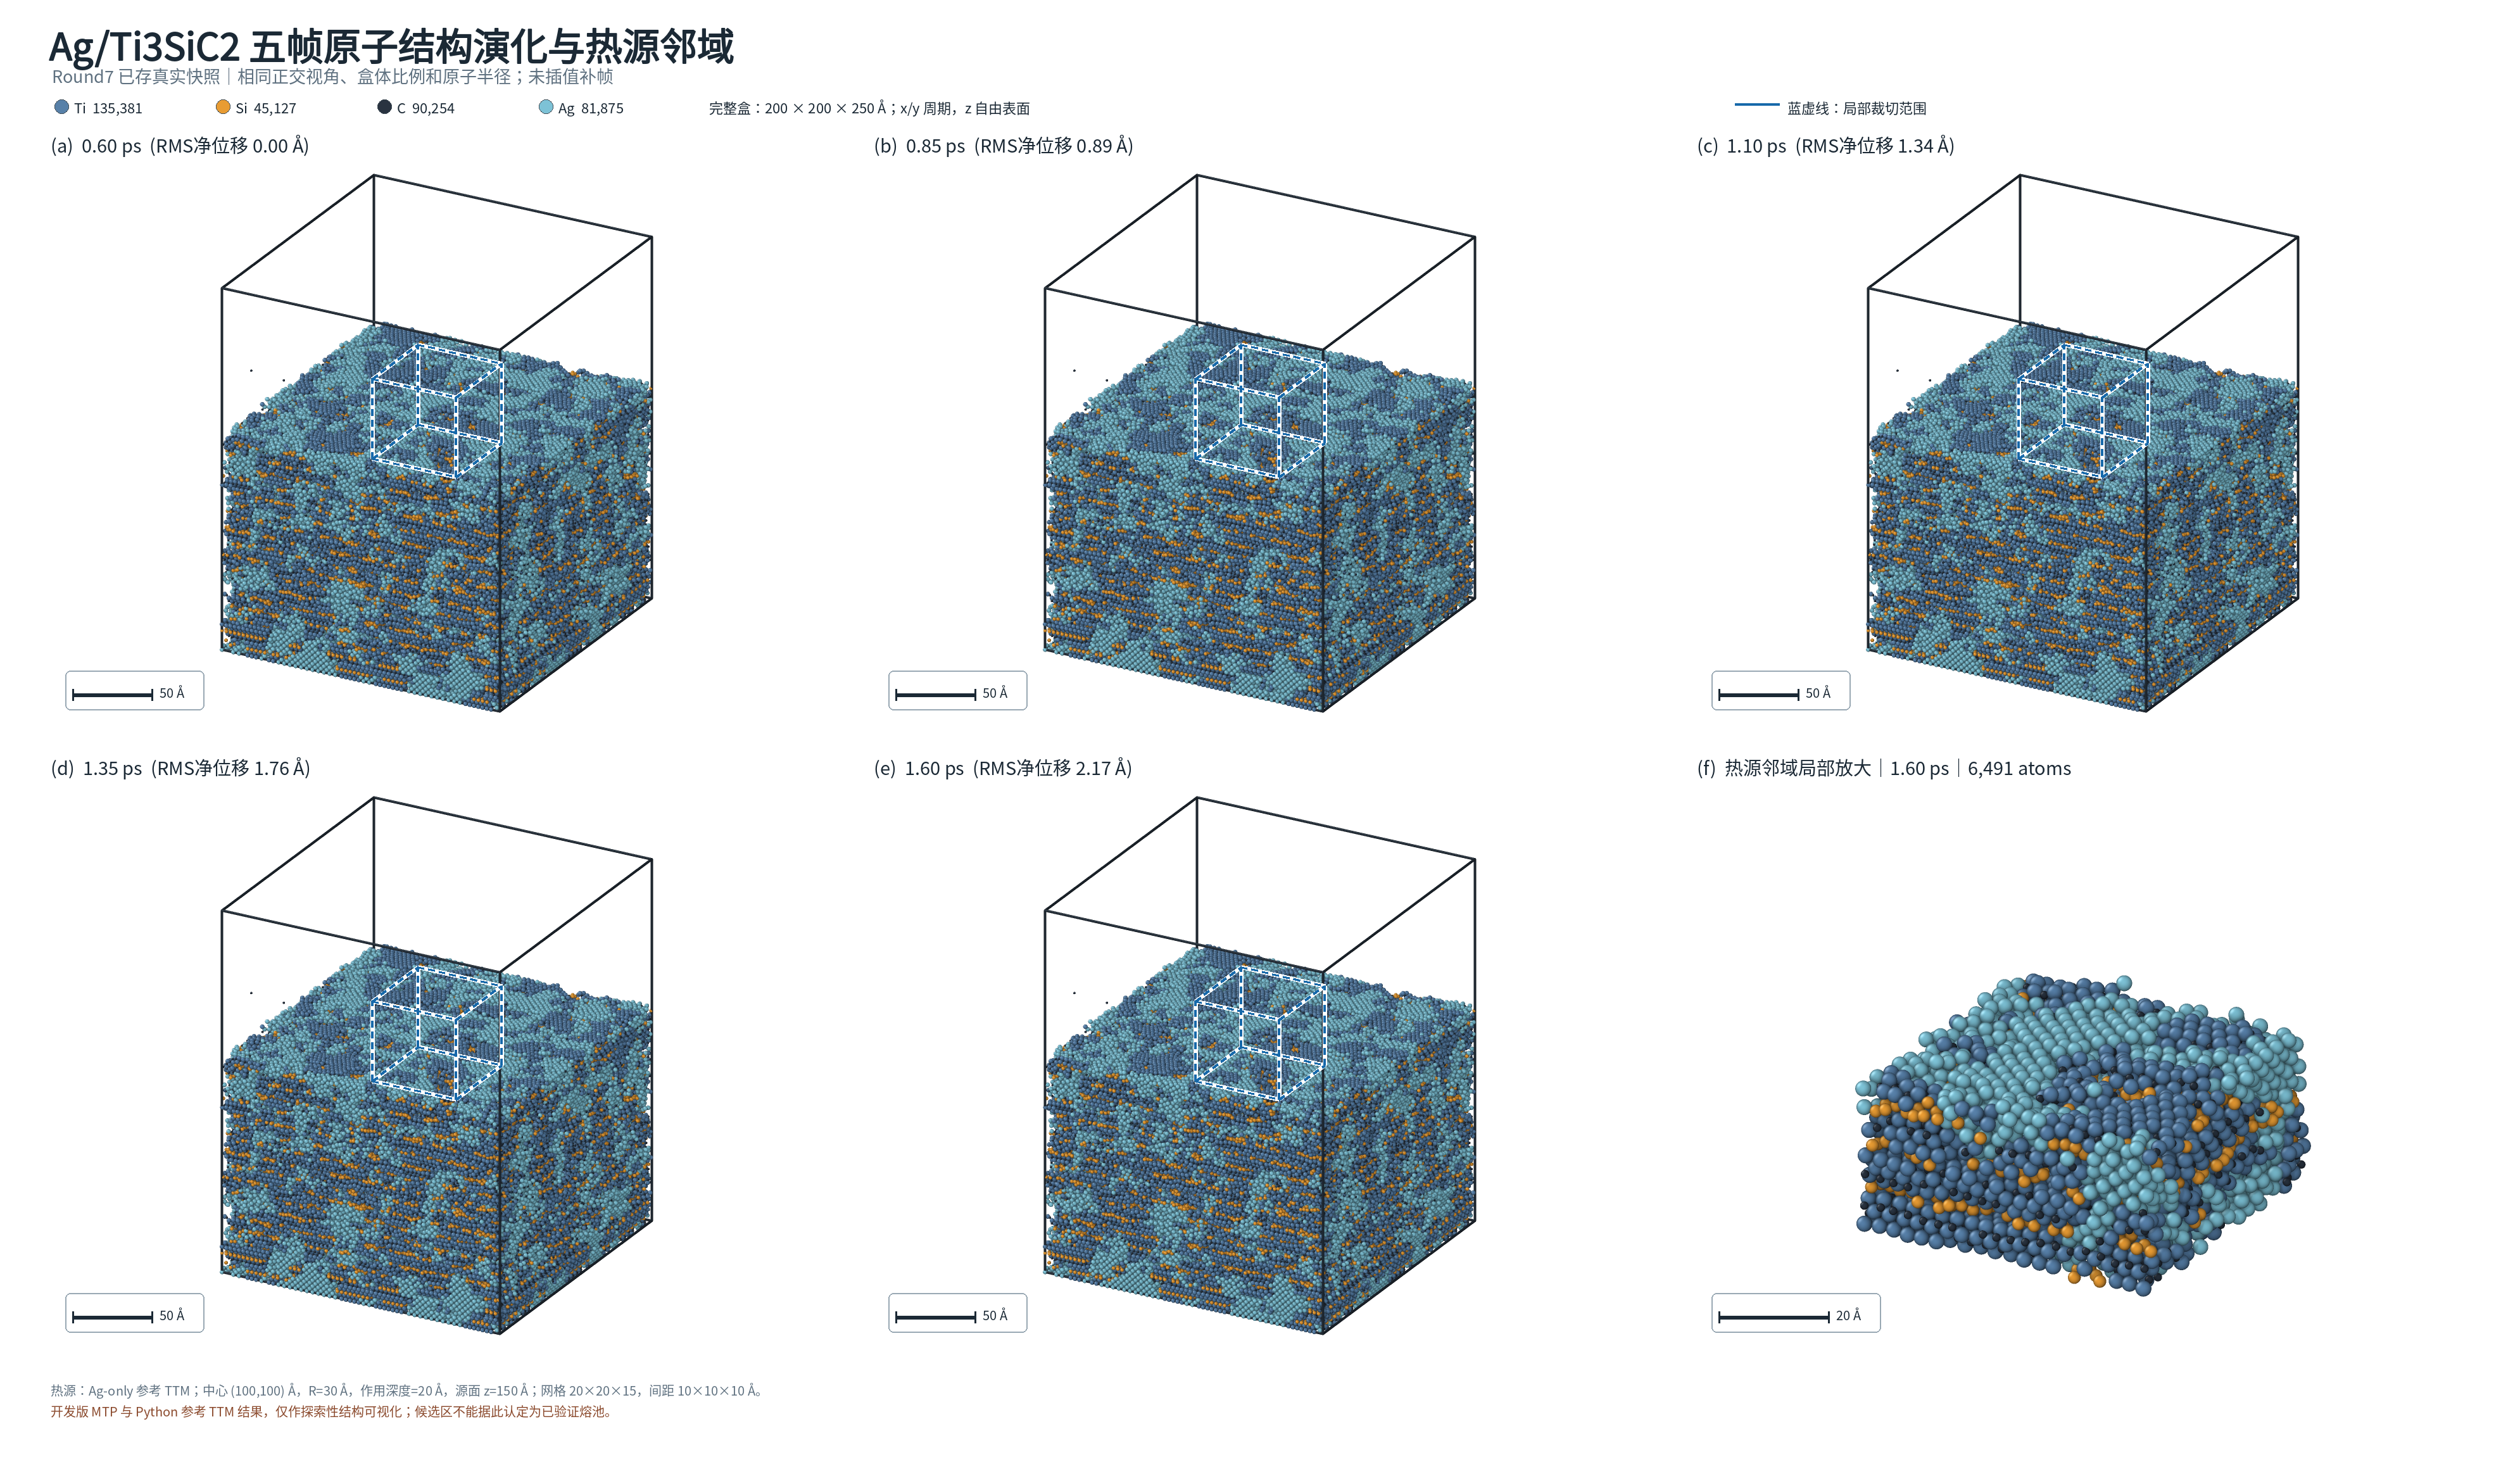 Ag/Ti3SiC2 五帧原子结构演化与热源邻域
Round7 已存真实快照｜相同正交视角、盒体比例和原子半径；未插值补帧
Ti 135,381 Si 45,127 C 90,254 Ag 81,875 完整盒：200 × 200 × 250 Å；x/y 周期，z 自由表面 蓝虚线：局部裁切范围
(a) 0.60 ps (RMS净位移 0.00 Å)
(b) 0.85 ps (RMS净位移 0.89 Å)
(c) 1.10 ps (RMS净位移 1.34 Å)
50 Å
50 Å
50 Å
(d) 1.35 ps (RMS净位移 1.76 Å)
(e) 1.60 ps (RMS净位移 2.17 Å)
(f) 热源邻域局部放大｜1.60 ps｜6,491 atoms
50 Å
50 Å
20 Å
热源：Ag-only 参考 TTM；中心 (100,100) Å，R=30 Å，作用深度=20 Å，源面 z=150 Å；网格 20×20×15，间距 10×10×10 Å。
开发版 MTP 与 Python 参考 TTM 结果，仅作探索性结构可视化；候选区不能据此认定为已验证熔池。